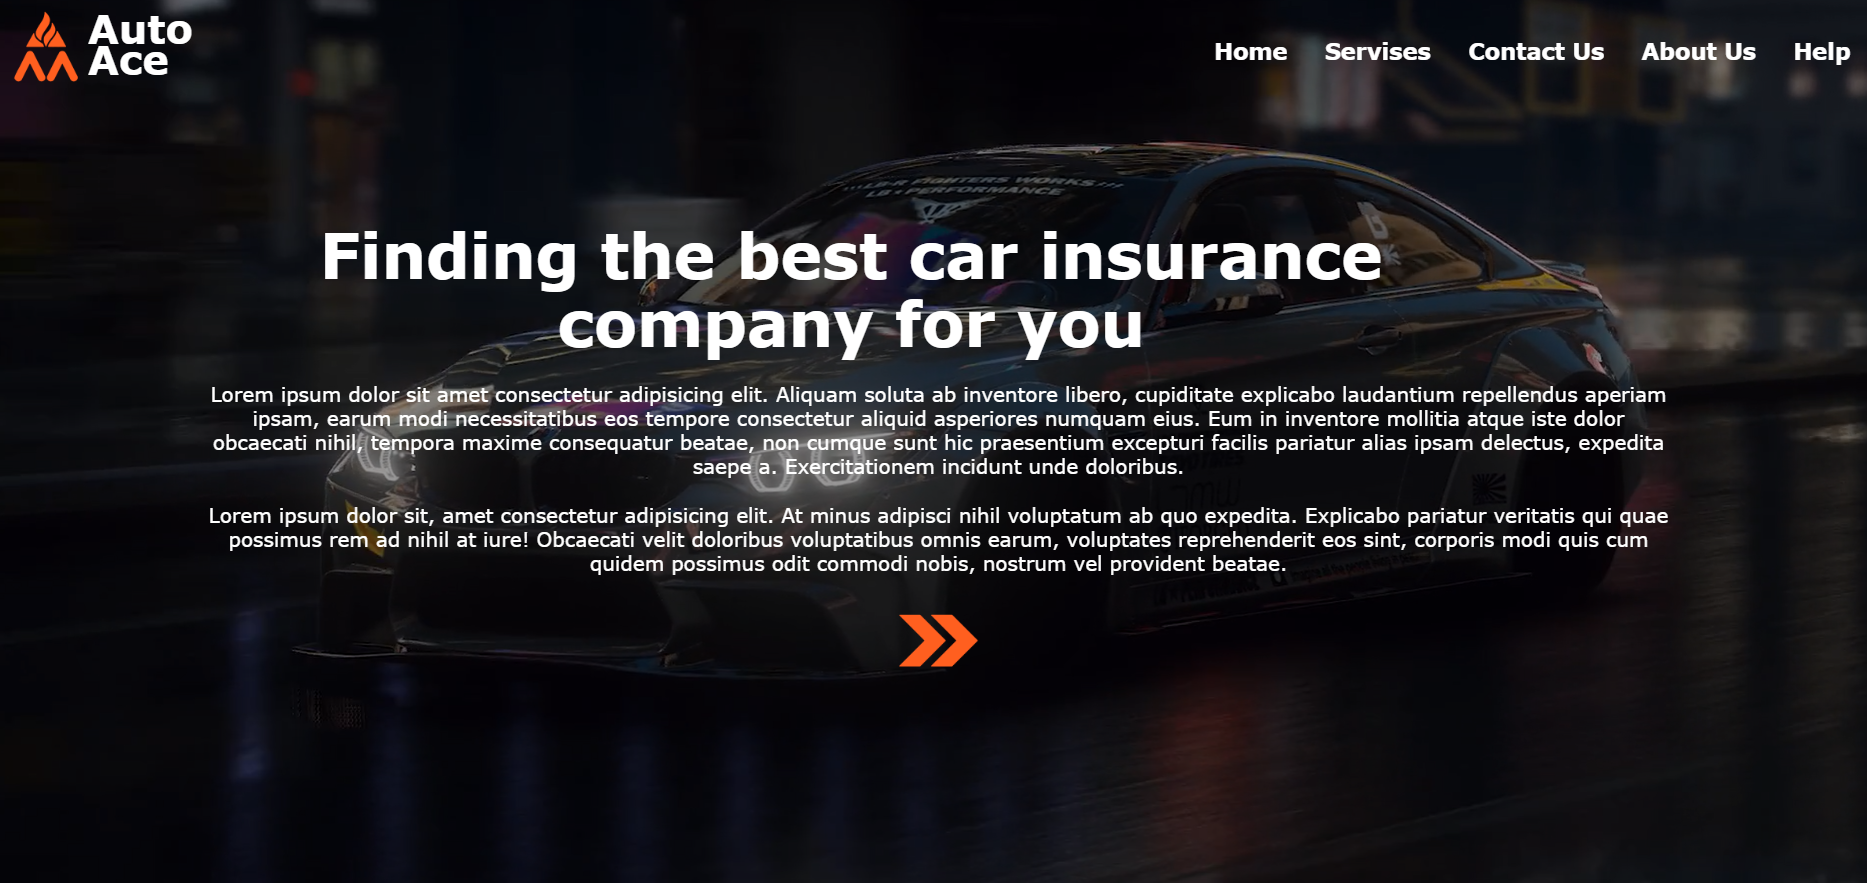 Auto
Ace
Home Servises Contact Us About Us Help
LB-R FIGHTERS WORKS
LB★PERFORMANCE
Finding the best car insurance
company for you
Lorem ipsum dolor sit amet consectetur adipisicing elit. Aliquam soluta ab inventore libero, cupiditate explicabo laudantium repellendus aperiam
ipsam, earum modi necessitatibus eos tempore consectetur aliquid asperiores numquam eius. Eum in inventore mollitia atque iste dolor
obcaecati nihil, tempora maxime consequatur beatae, non cumque sunt hic praesentium excepturi facilis pariatur alias ipsam delectus, expedita
saepe a. Exercitationem incidunt unde doloribus.
Lorem ipsum dolor sit, amet consectetur adipisicing elit. At minus adipisci nihil voluptatum ab quo expedita. Explicabo pariatur veritatis qui quae
possimus rem ad nihil at iure! Obcaecati velit doloribus voluptatibus omnis earum, voluptates reprehenderit eos sint, corporis modi quis cum
quidem possimus odit commodi nobis, nostrum vel provident beatae.